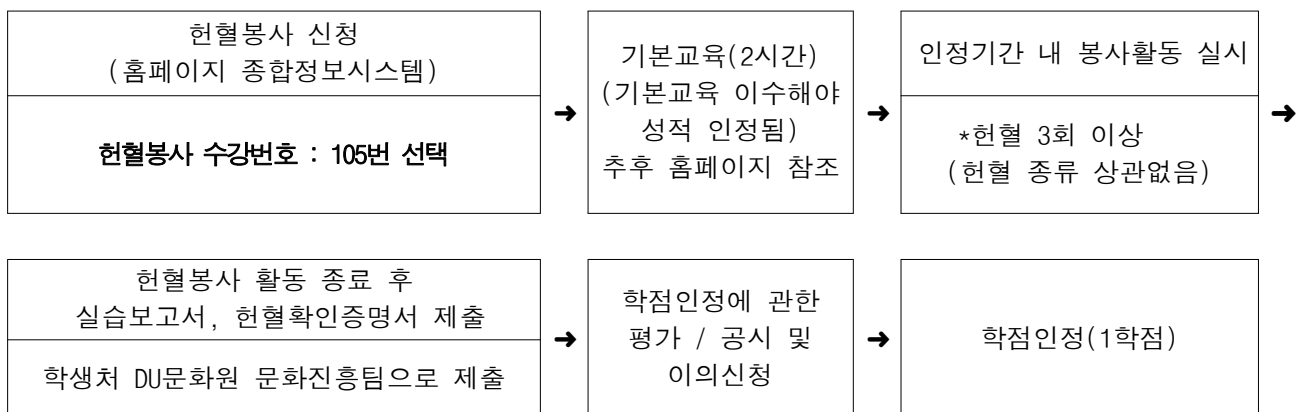 헌혈봉사 신청
(홈페이지 종합정보시스템)
헌혈봉사 수강번호 : 105번 선택
➜
기본교육(2시간)
(기본교육 이수해야
성적 인정됨)
추후 홈페이지 참조
➜
인정기간 내 봉사활동 실시
*헌혈 3회 이상
(헌혈 종류 상관없음)
➜
헌혈봉사 활동 종료 후
실습보고서, 헌혈확인증명서 제출
학생처 DU문화원 문화진흥팀으로 제출
➜
학점인정에 관한
평가 / 공시 및
이의신청
➜
학점인정(1학점)